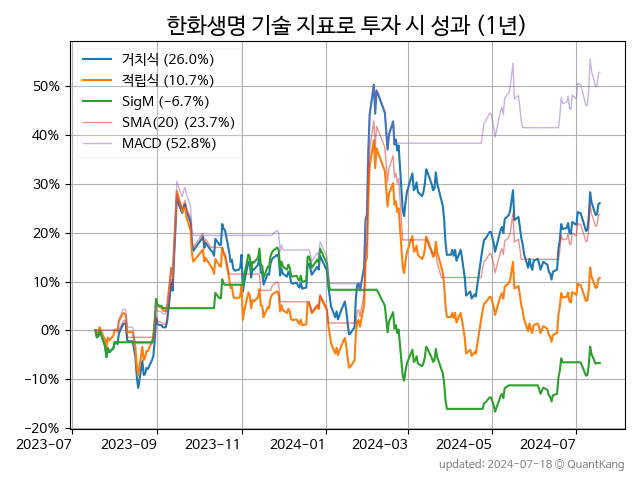 한화생명 기술 지표로 투자 시 성과 (1년)
거치식 (26.0%)
적립식 (10.7%)
SigM (−6.7%)
SMA(20) (23.7%)
MACD (52.8%)
50%
40%
30%
20%
10%
0%
−10%
−20%
2023-07 2023-09 2023-11 2024-01 2024-03 2024-05 2024-07
updated: 2024-07-18 © QuantKang